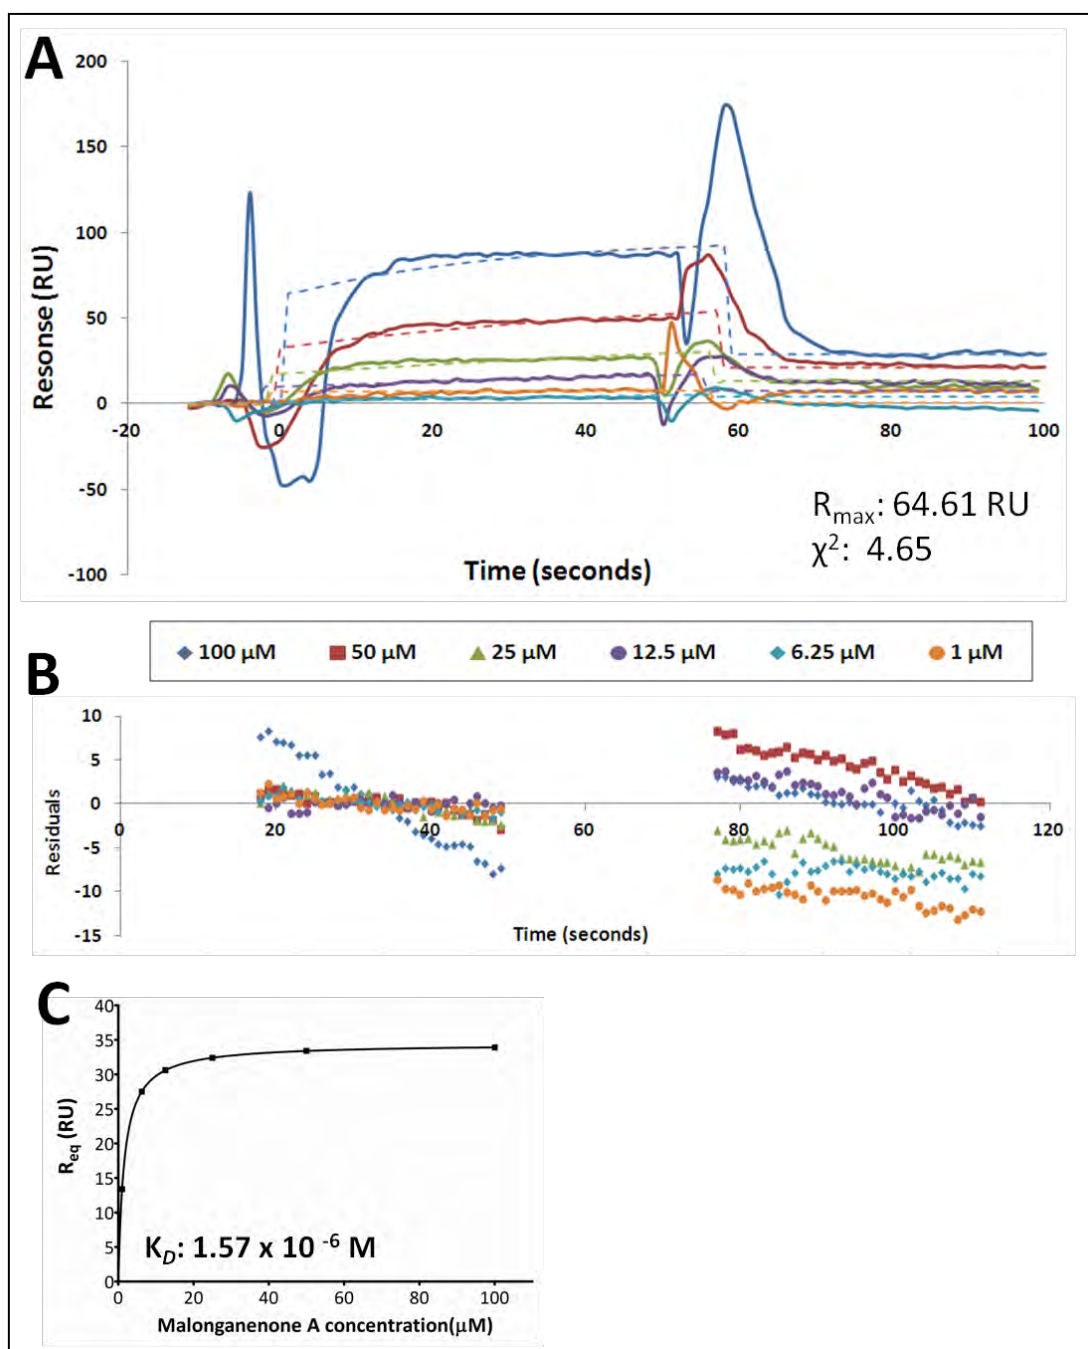 A
200
150
100
50
0
-50
-100
-20
0
20
40
60
80
100
Resonse (RU)
Time (seconds)
Rmax: 64.61 RU
χ2: 4.65
100 μM 50 μM 25 μM 12.5 μM 6.25 μM 1 μM
B
10
5
0
-5
-10
-15
0 20 40 60 80 100 120
Residuals
Time (seconds)
C
40
35
30
25
20
15
10
5
0
0 20 40 60 80 100
Req (RU)
KD: 1.57 x 10 -6 M
Malonganenone A concentration(μM)